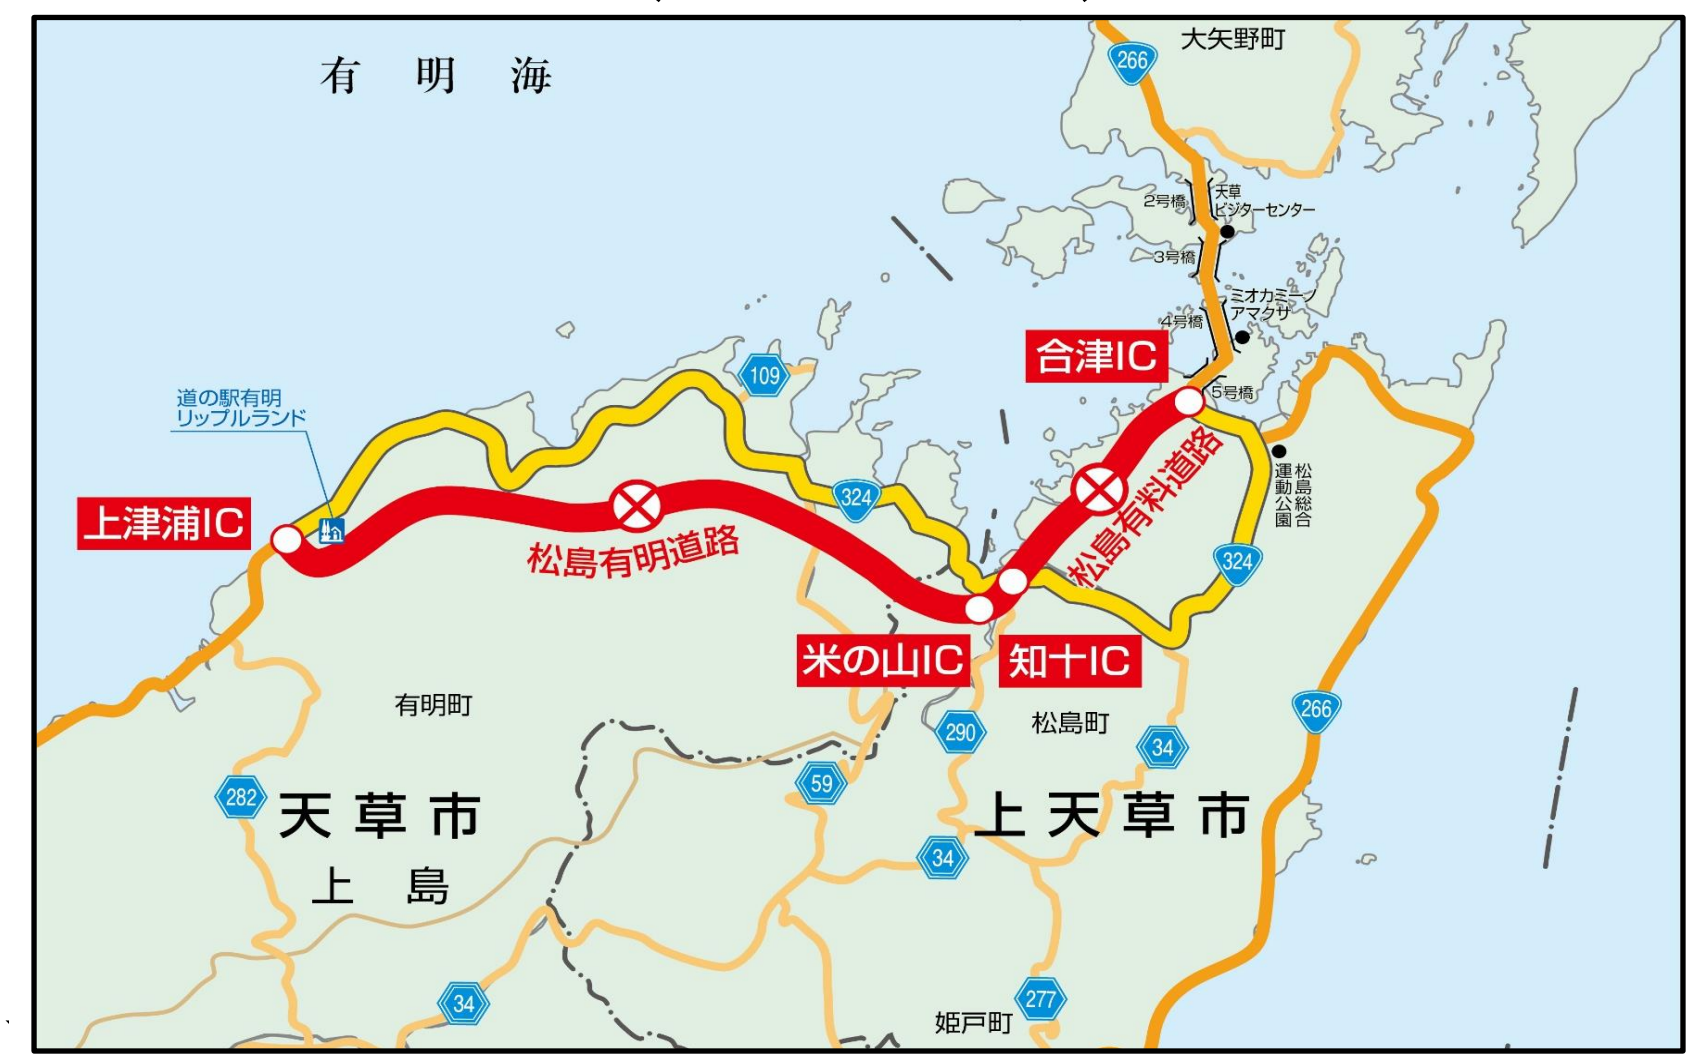 有明海
大矢野町
266
2号橋
天草
ビジターセンター
3号橋
ミオカミーノ
アマクサ
4号橋
合津IC
5号橋
109
道の駅有明
リップルランド
松島総合
運動公園
上津浦IC
324
松島有明道路
松島有料道路
324
米の山IC
知十IC
有明町
松島町
290
34
266
59
282
天草市
上天草市
上島
34
34
277
姫戸町